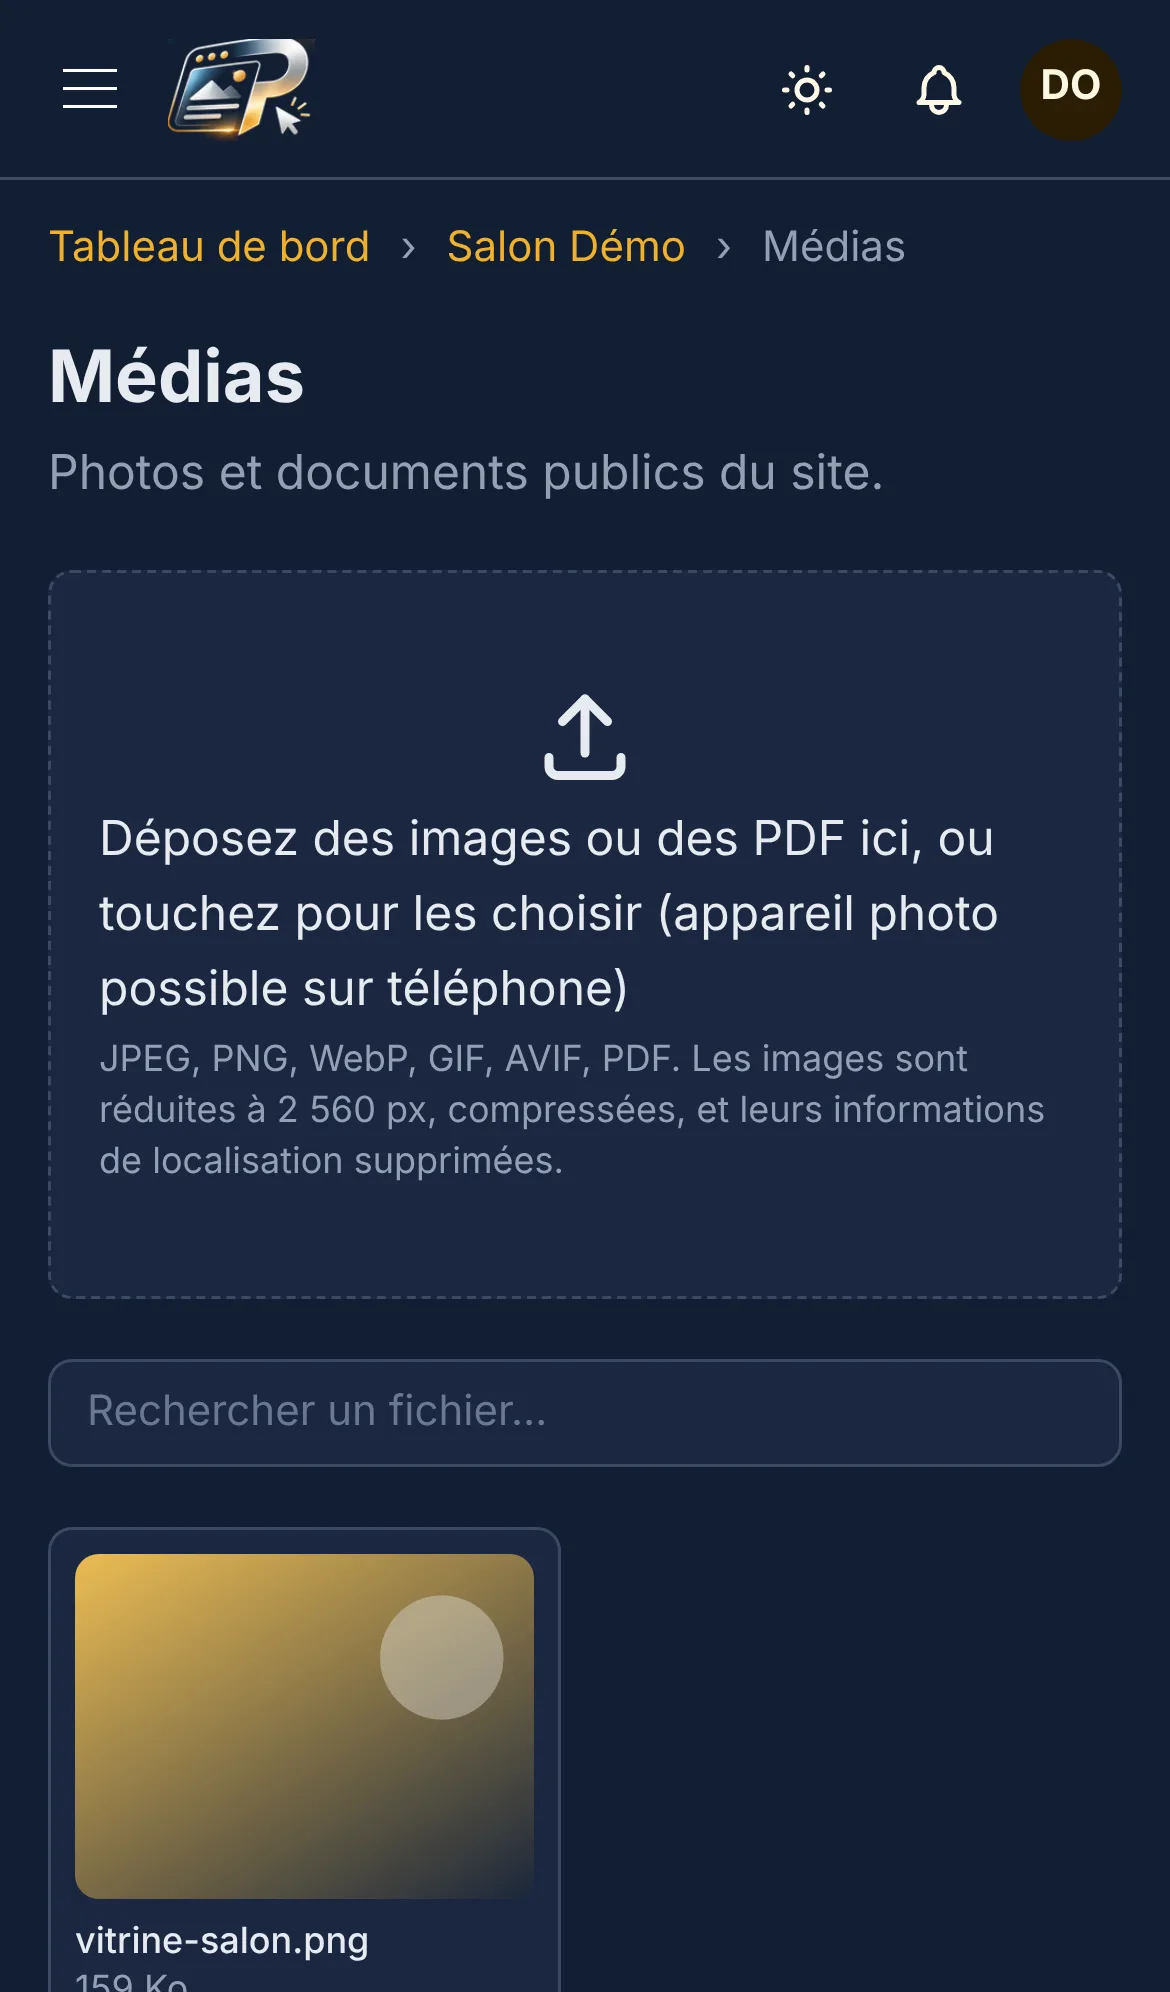 DO
Tableau de bord › Salon Démo › Médias
Médias
Photos et documents publics du site.
Déposez des images ou des PDF ici, ou
touchez pour les choisir (appareil photo
possible sur téléphone)
JPEG, PNG, WebP, GIF, AVIF, PDF. Les images sont
réduites à 2 560 px, compressées, et leurs informations
de localisation supprimées.
Rechercher un fichier...
vitrine-salon.png
159 Ko